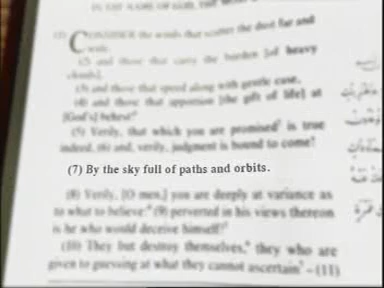 IN THE NAME OF GOD, THE MOST
(1) CONSIDER the winds that scatter the dust far and
wide,
(2) and those that carry the burden [of heavy
clouds],
(3) and those that speed along with gentle ease,
(4) and those that apportion [the gift of life] at
[God's] behest!
(5) Verily, that which you are promised is true
indeed, (6) and, verily, judgment is bound to come!
(7) By the sky full of paths and orbits.
(8) Verily, [O men,] you are deeply at variance as
to what to believe: (9) perverted in his views thereon
is he who would deceive himself!
(10) They but destroy themselves, they who are
given to guessing at what they cannot ascertain – (11)